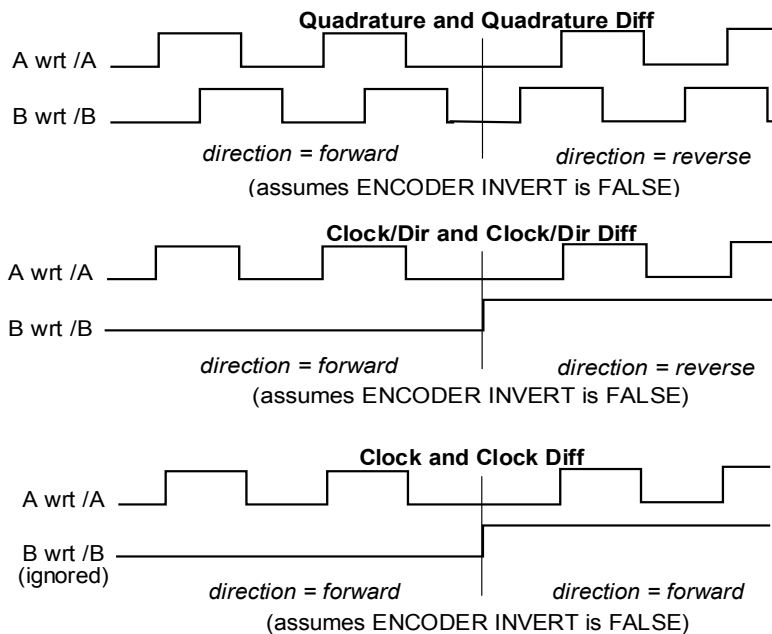 Quadrature and Quadrature Diff
A wrt /A
B wrt /B
direction = forward
direction = reverse
(assumes ENCODER INVERT is FALSE)
Clock/Dir and Clock/Dir Diff
A wrt /A
B wrt /B
direction = forward
direction = reverse
(assumes ENCODER INVERT is FALSE)
Clock and Clock Diff
A wrt /A
B wrt /B
(ignored)
direction = forward
direction = forward
(assumes ENCODER INVERT is FALSE)